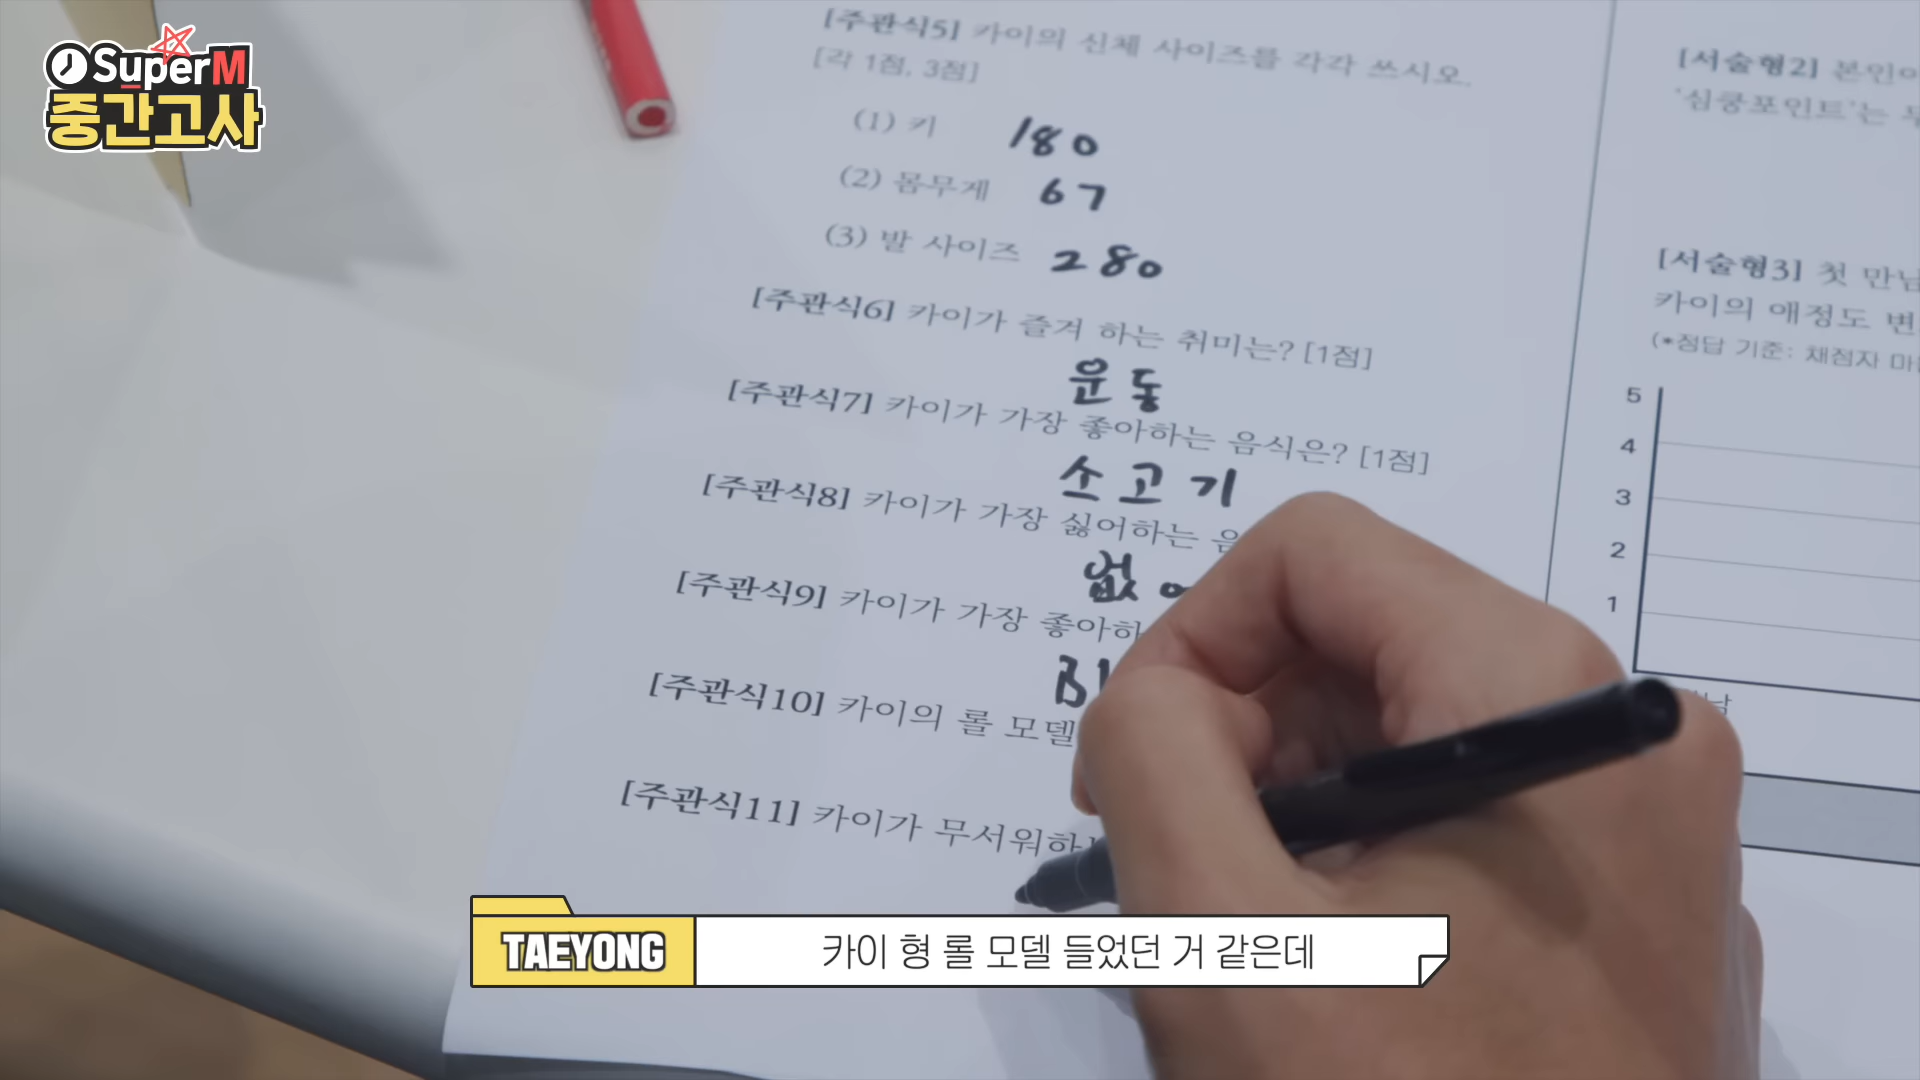 SuperM
중간고사
[주관식5] 카이의 신체 사이즈를 각각 쓰시오.
[각 1점, 3점]
(1) 키 180
(2) 몸무게 67
(3) 발 사이즈 280
[주관식6] 카이가 즐겨 하는 취미는? [1점]
운동
[주관식7] 카이가 가장 좋아하는 음식은? [1점]
소고기
[주관식8] 카이가 가장 싫어하는
없
[주관식9] 카이가 가장 좋아하
[주관식10] 카이의 롤 모델
[주관식11] 카이가 무서워하
[서술형2] 본인이
'심쿵포인트'는
[서술형3] 첫 만남
카이의 애정도 변
(*정답 기준: 채점자 마
5
4
3
2
1
TAEYONG
카이 형 롤 모델 들었던 거 같은데